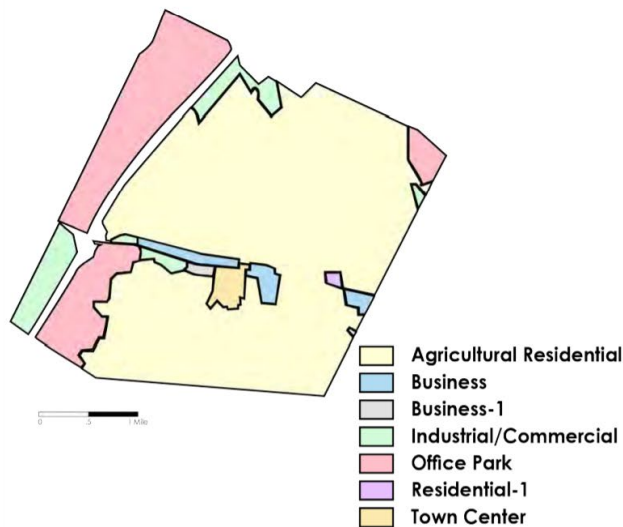 Agricultural Residential
Business
Business-1
Industrial/Commercial
Office Park
Residential-1
Town Center
0 .5 1 Mile